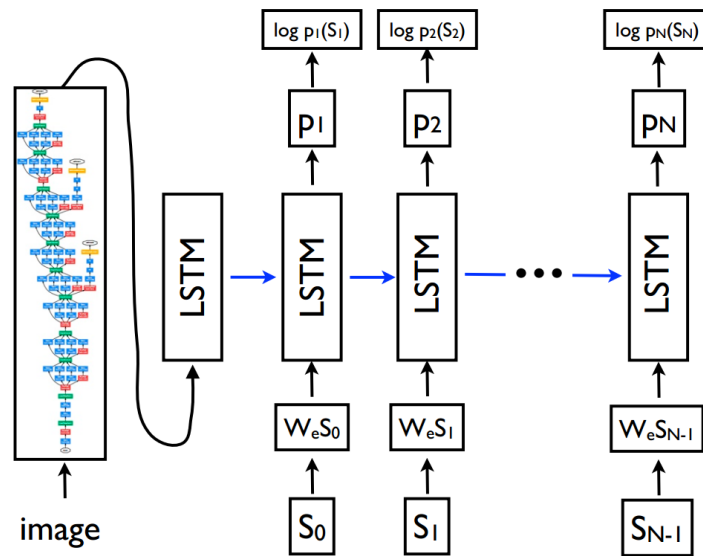 log p₁(S₁) log p₂(S₂) log pN(SN)
p₁ p₂ pN
LSTM LSTM LSTM LSTM
WₑS₀ WₑS₁ WₑSN-1
image S₀ S₁ SN-1